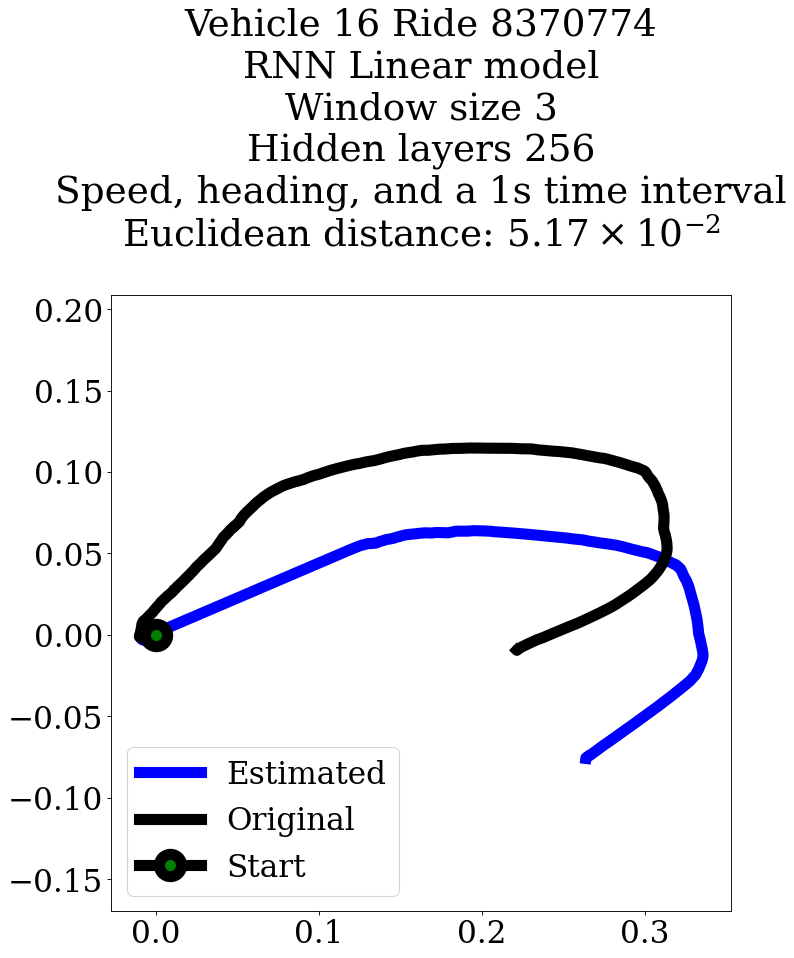 Vehicle 16 Ride 8370774
RNN Linear model
Window size 3
Hidden layers 256
Speed, heading, and a 1s time interval
Euclidean distance: 5.17 × 10⁻²
0.20
0.15
0.10
0.05
0.00
−0.05
−0.10
−0.15
Estimated
Original
Start
0.0 0.1 0.2 0.3